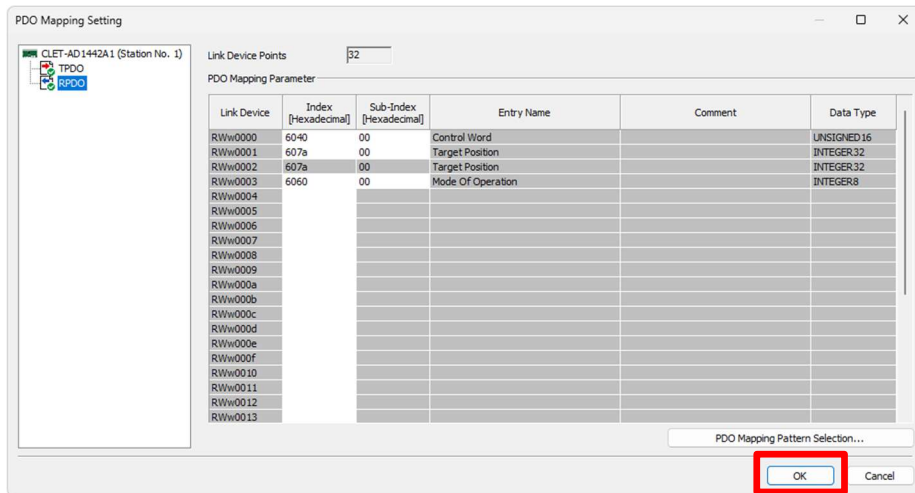 PDO Mapping Setting
CLET-AD1442A1 (Station No. 1)
TPDO
RPDO
Link Device Points 32
PDO Mapping Parameter
Link Device Index [Hexadecimal] Sub-Index [Hexadecimal] Entry Name Comment Data Type
RWw0000 6040 00 Control Word UNSIGNED16
RWw0001 607a 00 Target Position INTEGER32
RWw0002 607a 00 Target Position INTEGER32
RWw0003 6060 00 Mode Of Operation INTEGER8
RWw0004
RWw0005
RWw0006
RWw0007
RWw0008
RWw0009
RWw000a
RWw000b
RWw000c
RWw000d
RWw000e
RWw000f
RWw0010
RWw0011
RWw0012
RWw0013
PDO Mapping Pattern Selection...
OK Cancel